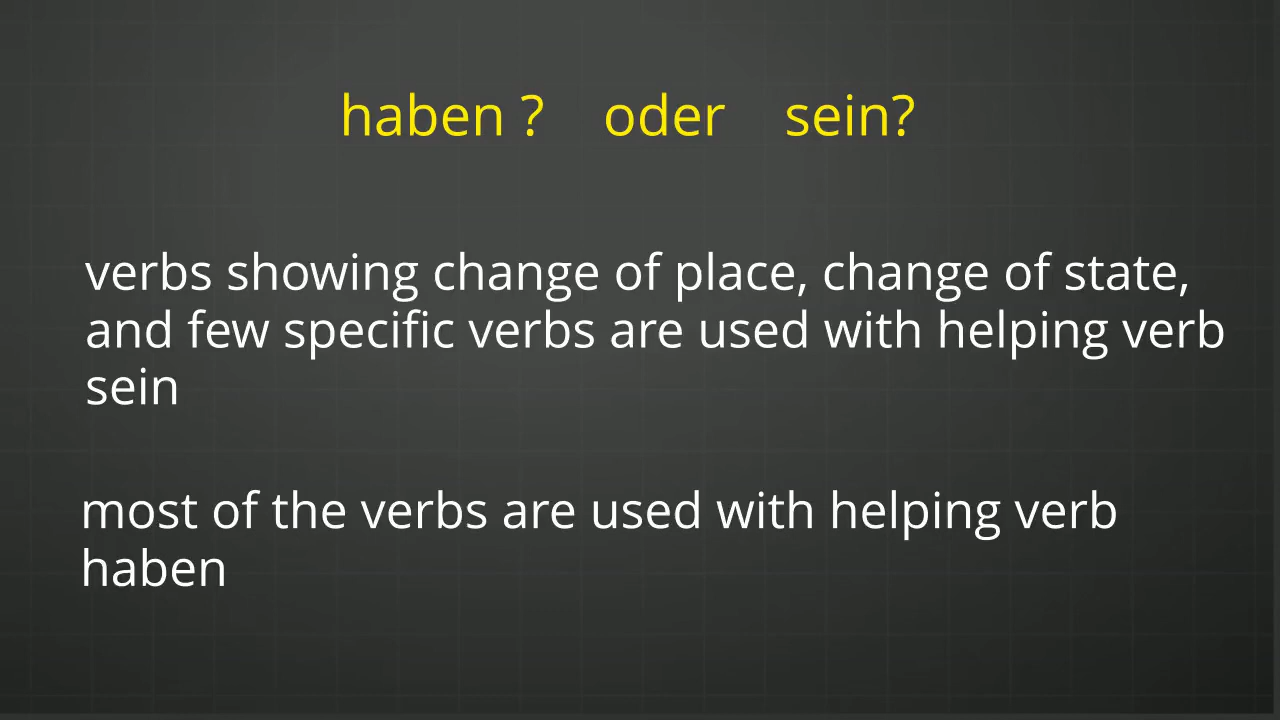 haben ? oder sein?
verbs showing change of place, change of state,
and few specific verbs are used with helping verb
sein
most of the verbs are used with helping verb
haben